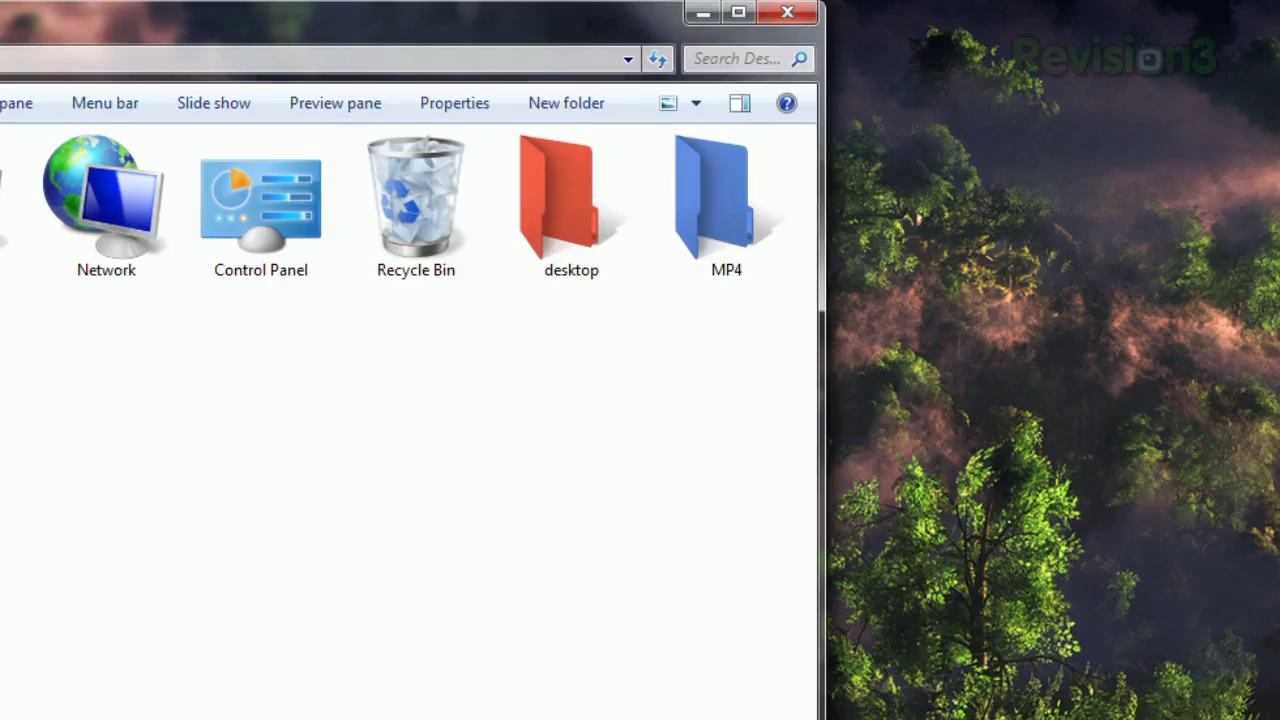 Revision3
Search Des...
pane Menu bar Slide show Preview pane Properties New folder
Network Control Panel Recycle Bin desktop MP4